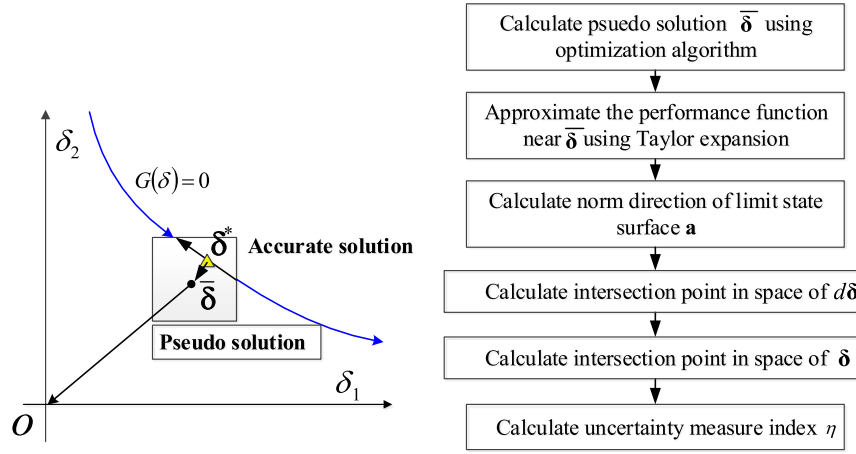 δ₂
G(δ)=0
δ*
Accurate solution
δ̅
Pseudo solution
δ₁
O
Calculate psuedo solution δ̅ using
optimization algorithm
Approximate the performance function
near δ̅ using Taylor expansion
Calculate norm direction of limit state
surface a
Calculate intersection point in space of dδ
Calculate intersection point in space of δ
Calculate uncertainty measure index η